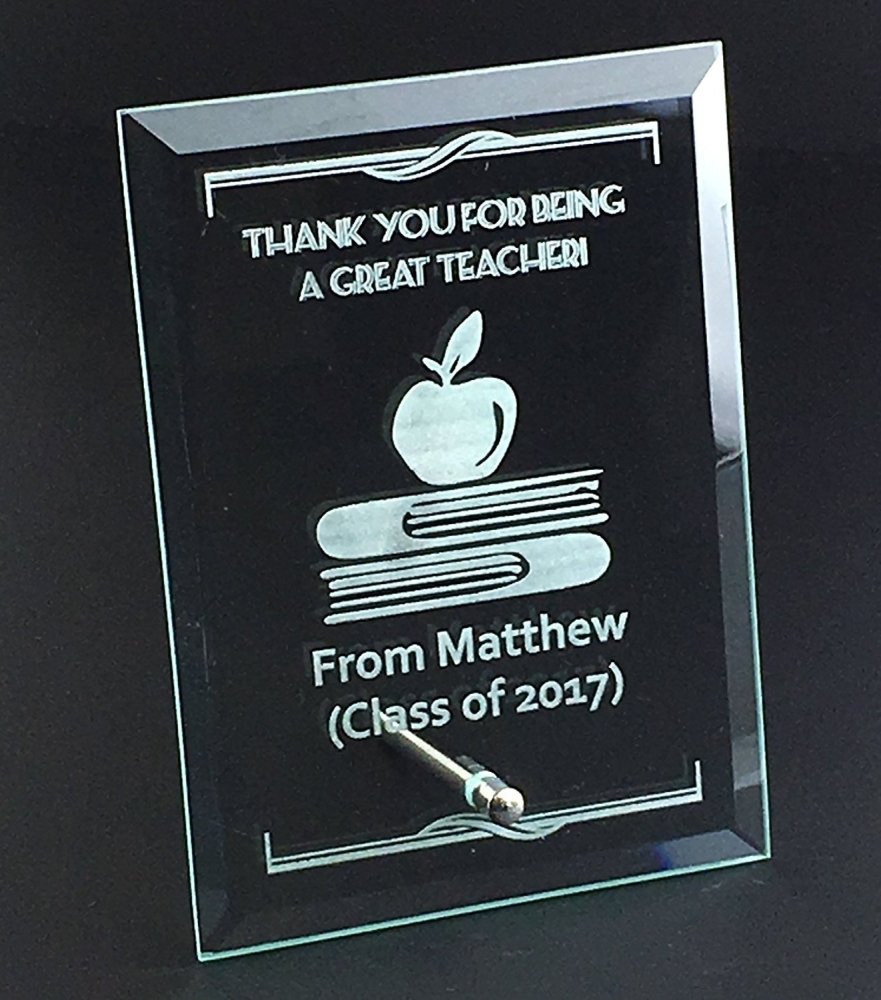 THANK YOU FOR BEING
A GREAT TEACHER!
From Matthew
(Class of 2017)